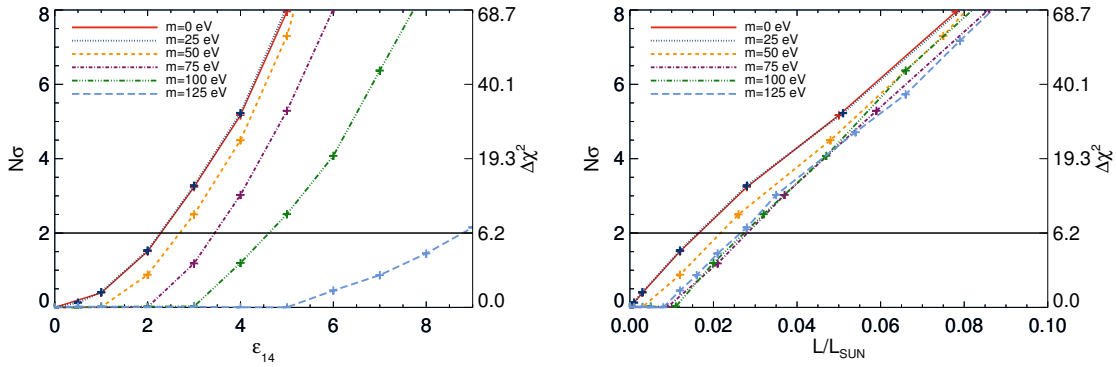 8
6
4
2
0
Nσ
m=0 eV
m=25 eV
m=50 eV
m=75 eV
m=100 eV
m=125 eV
68.7
40.1
19.3
6.2
0.0
Δχ²
0 2 4 6 8
ε₁₄
8
6
4
2
0
Nσ
m=0 eV
m=25 eV
m=50 eV
m=75 eV
m=100 eV
m=125 eV
68.7
40.1
19.3
6.2
0.0
Δχ²
0.00 0.02 0.04 0.06 0.08 0.10
L/L_SUN